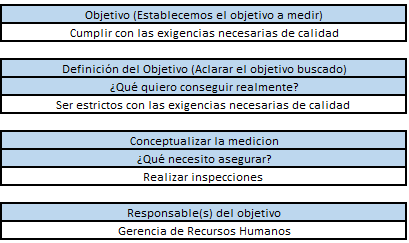 Objetivo (Establecemos el objetivo a medir)
Cumplir con las exigencias necesarias de calidad
Definición del Objetivo (Aclarar el objetivo buscado)
¿Qué quiero conseguir realmente?
Ser estrictos con las exigencias necesarias de calidad
Conceptualizar la medicion
¿Qué necesito asegurar?
Realizar inspecciones
Responsable(s) del objetivo
Gerencia de Recursos Humanos